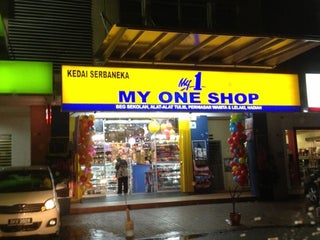 KEDAI SERBANEKA
My 1
MY ONE SHOP
BEG SEKOLAH, ALAT-ALAT TULIS, PERHIASAN WANITA & LELAKI, HADIAH